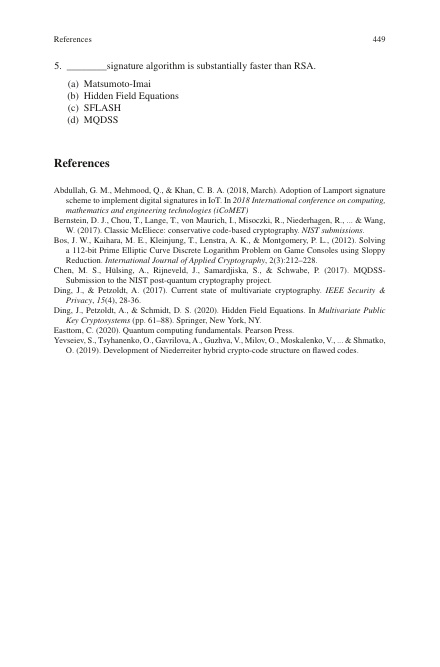 References 449
5. ________signature algorithm is substantially faster than RSA.
(a) Matsumoto-Imai
(b) Hidden Field Equations
(c) SFLASH
(d) MQDSS
References
Abdullah, G. M., Mehmood, Q., & Khan, C. B. A. (2018, March). Adoption of Lamport signature
scheme to implement digital signatures in IoT. In 2018 International conference on computing,
mathematics and engineering technologies (iCoMET)
Bernstein, D. J., Chou, T., Lange, T., von Maurich, I., Misoczki, R., Niederhagen, R., ... & Wang,
W. (2017). Classic McEliece: conservative code-based cryptography. NIST submissions.
Bos, J. W., Kaihara, M. E., Kleinjung, T., Lenstra, A. K., & Montgomery, P. L., (2012). Solving
a 112-bit Prime Elliptic Curve Discrete Logarithm Problem on Game Consoles using Sloppy
Reduction. International Journal of Applied Cryptography, 2(3):212–228.
Chen, M. S., Hülsing, A., Rijneveld, J., Samardjiska, S., & Schwabe, P. (2017). MQDSS-
Submission to the NIST post-quantum cryptography project.
Ding, J., & Petzoldt, A. (2017). Current state of multivariate cryptography. IEEE Security &
Privacy, 15(4), 28-36.
Ding, J., Petzoldt, A., & Schmidt, D. S. (2020). Hidden Field Equations. In Multivariate Public
Key Cryptosystems (pp. 61–88). Springer, New York, NY.
Easttom, C. (2020). Quantum computing fundamentals. Pearson Press.
Yevseiev, S., Tsyhanenko, O., Gavrilova, A., Guzhva, V., Milov, O., Moskalenko, V., ... & Shmatko,
O. (2019). Development of Niederreiter hybrid crypto-code structure on flawed codes.